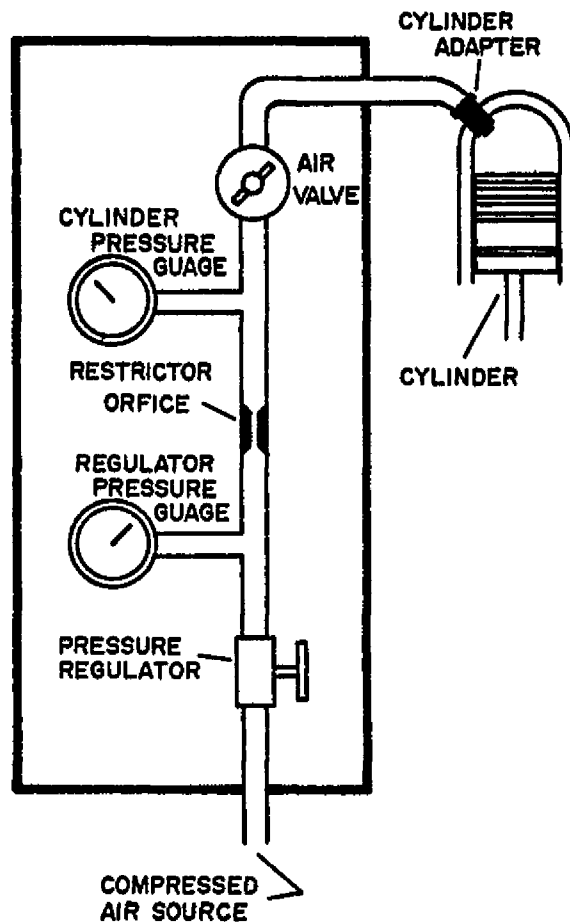 CYLINDER
ADAPTER
AIR
VALVE
CYLINDER
PRESSURE
GUAGE
RESTRICTOR
ORFICE
CYLINDER
REGULATOR
PRESSURE
GUAGE
PRESSURE
REGULATOR
COMPRESSED
AIR SOURCE